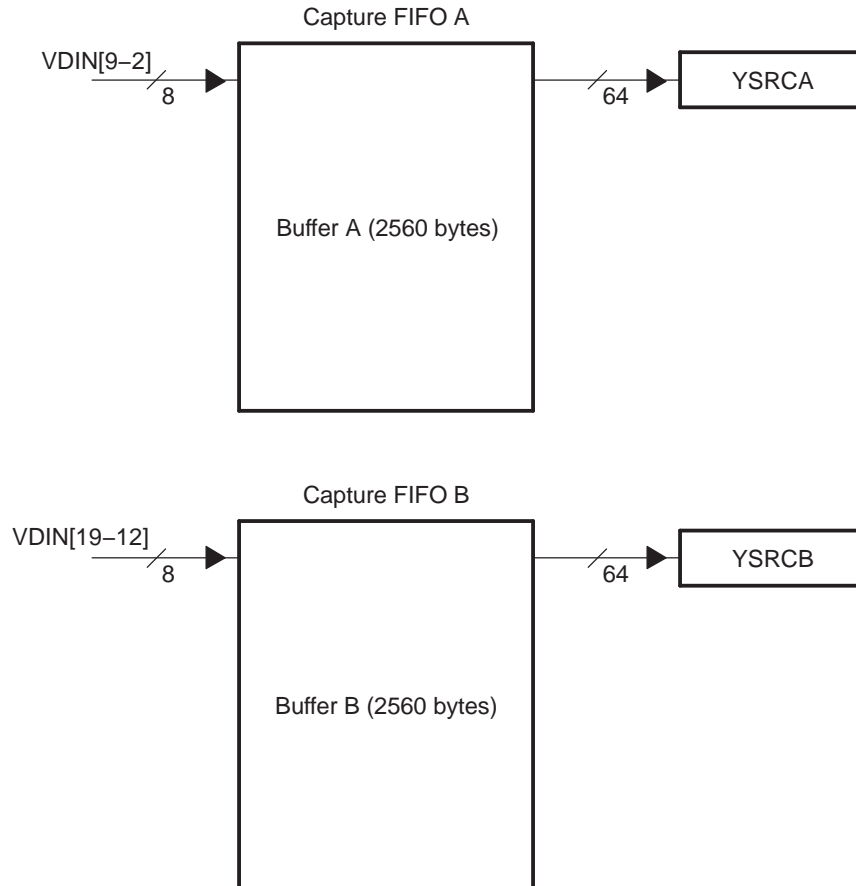 Capture FIFO A
VDIN[9–2]
8
64
YSRCA
Buffer A (2560 bytes)
Capture FIFO B
VDIN[19–12]
8
64
YSRCB
Buffer B (2560 bytes)